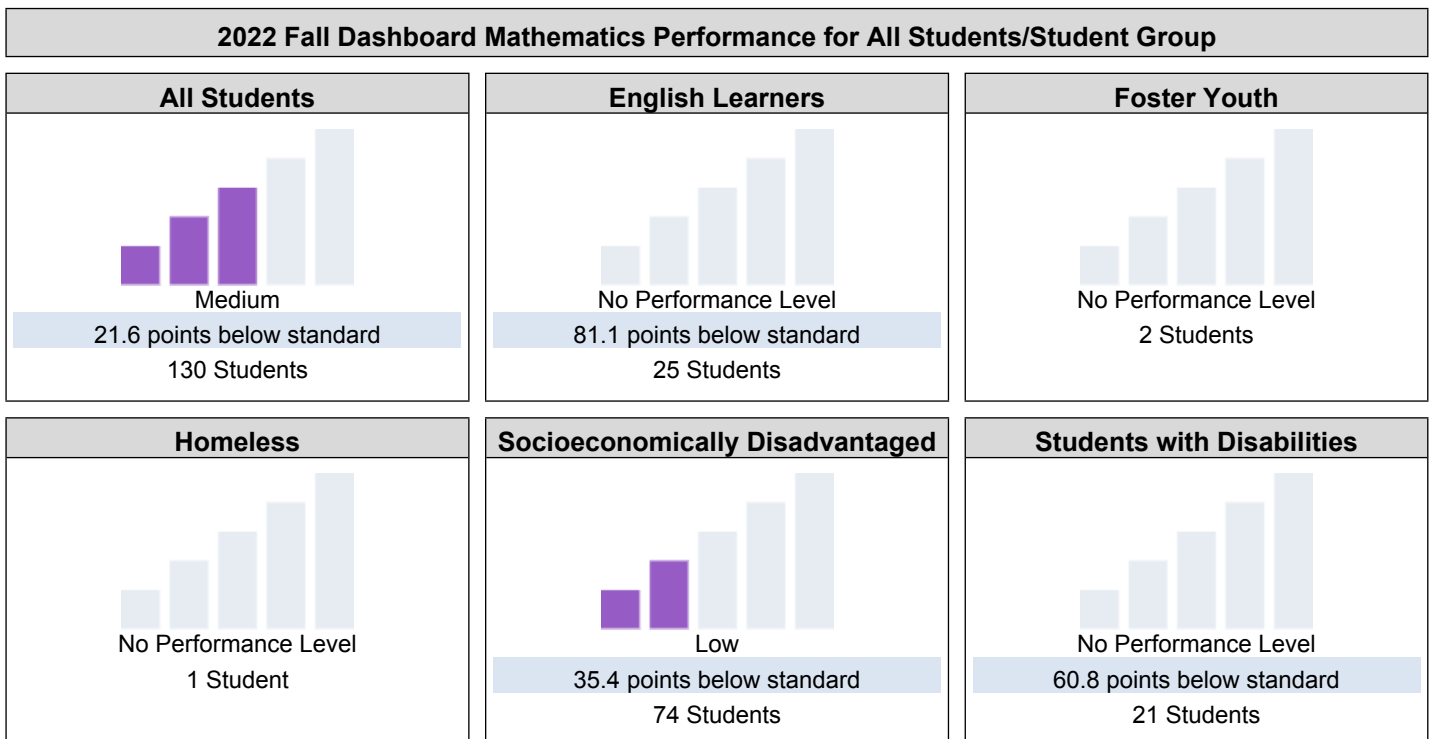 2022 Fall Dashboard Mathematics Performance for All Students/Student Group
All Students
Medium
21.6 points below standard
130 Students
English Learners
No Performance Level
81.1 points below standard
25 Students
Foster Youth
No Performance Level
2 Students
Homeless
No Performance Level
1 Student
Socioeconomically Disadvantaged
Low
35.4 points below standard
74 Students
Students with Disabilities
No Performance Level
60.8 points below standard
21 Students